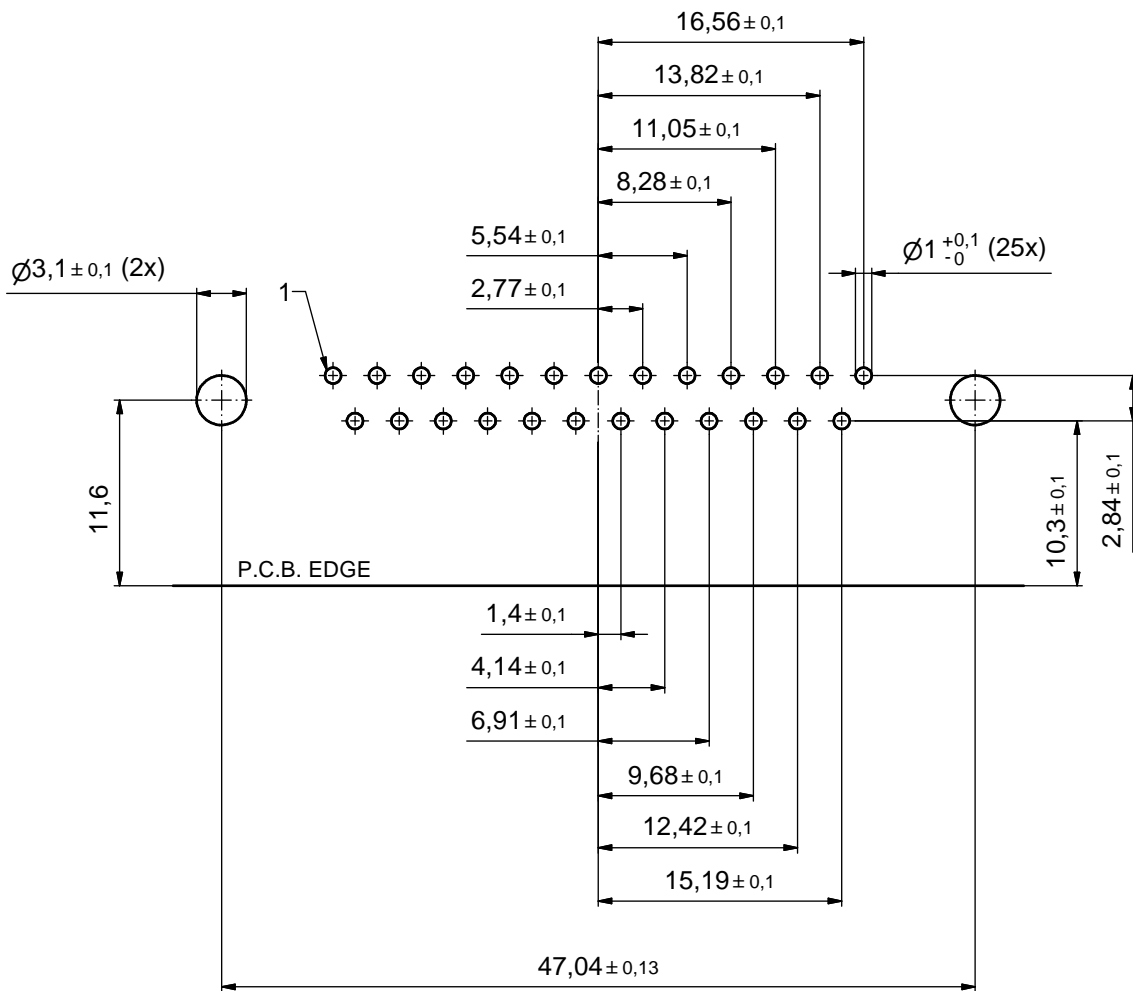 16,56 ± 0,1
13,82 ± 0,1
11,05 ± 0,1
8,28 ± 0,1
5,54 ± 0,1
Ø1 +0,1 -0 (25x)
Ø3,1 ± 0,1 (2x)
2,77 ± 0,1
1
11,6
10,3 ± 0,1
2,84 ± 0,1
P.C.B. EDGE
1,4 ± 0,1
4,14 ± 0,1
6,91 ± 0,1
9,68 ± 0,1
12,42 ± 0,1
15,19 ± 0,1
47,04 ± 0,13